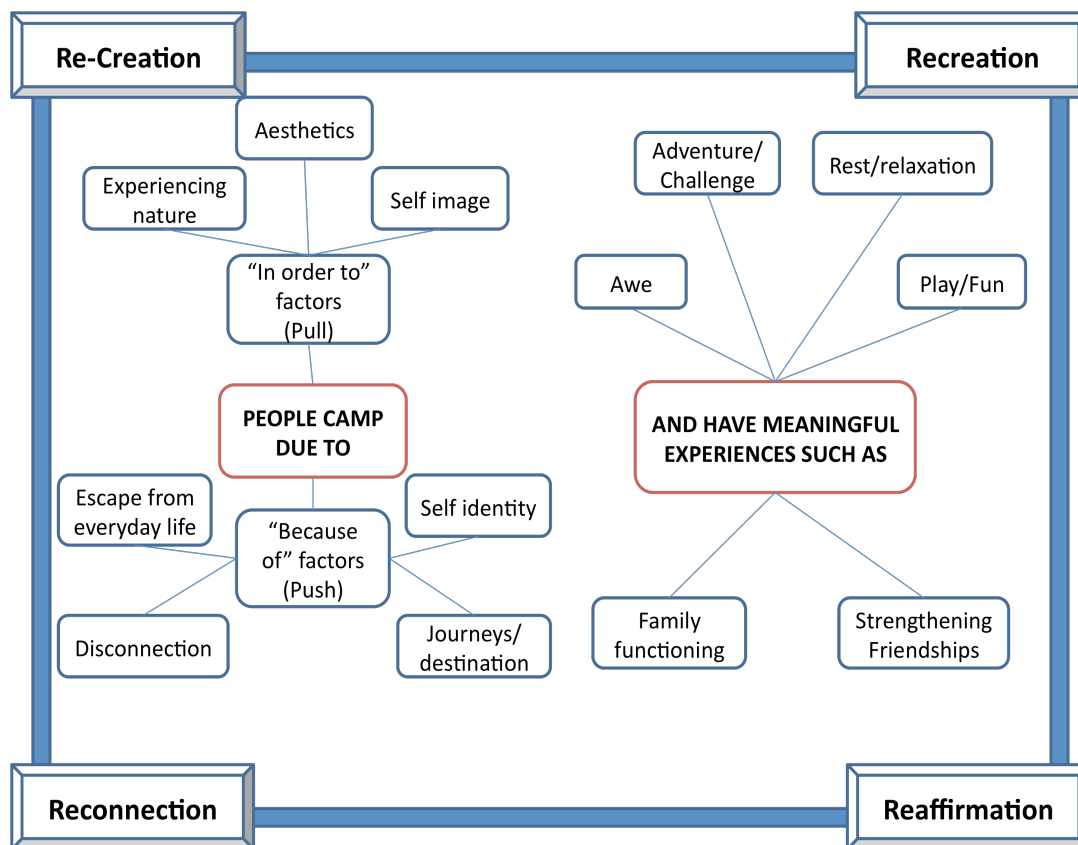 Re-Creation
Recreation
Aesthetics
Experiencing
nature
Self image
"In order to"
factors
(Pull)
PEOPLE CAMP
DUE TO
Escape from
everyday life
Self identity
"Because
of" factors
(Push)
Disconnection
Journeys/
destination
Adventure/
Challenge
Rest/relaxation
Awe
Play/Fun
AND HAVE MEANINGFUL
EXPERIENCES SUCH AS
Family
functioning
Strengthening
Friendships
Reconnection
Reaffirmation